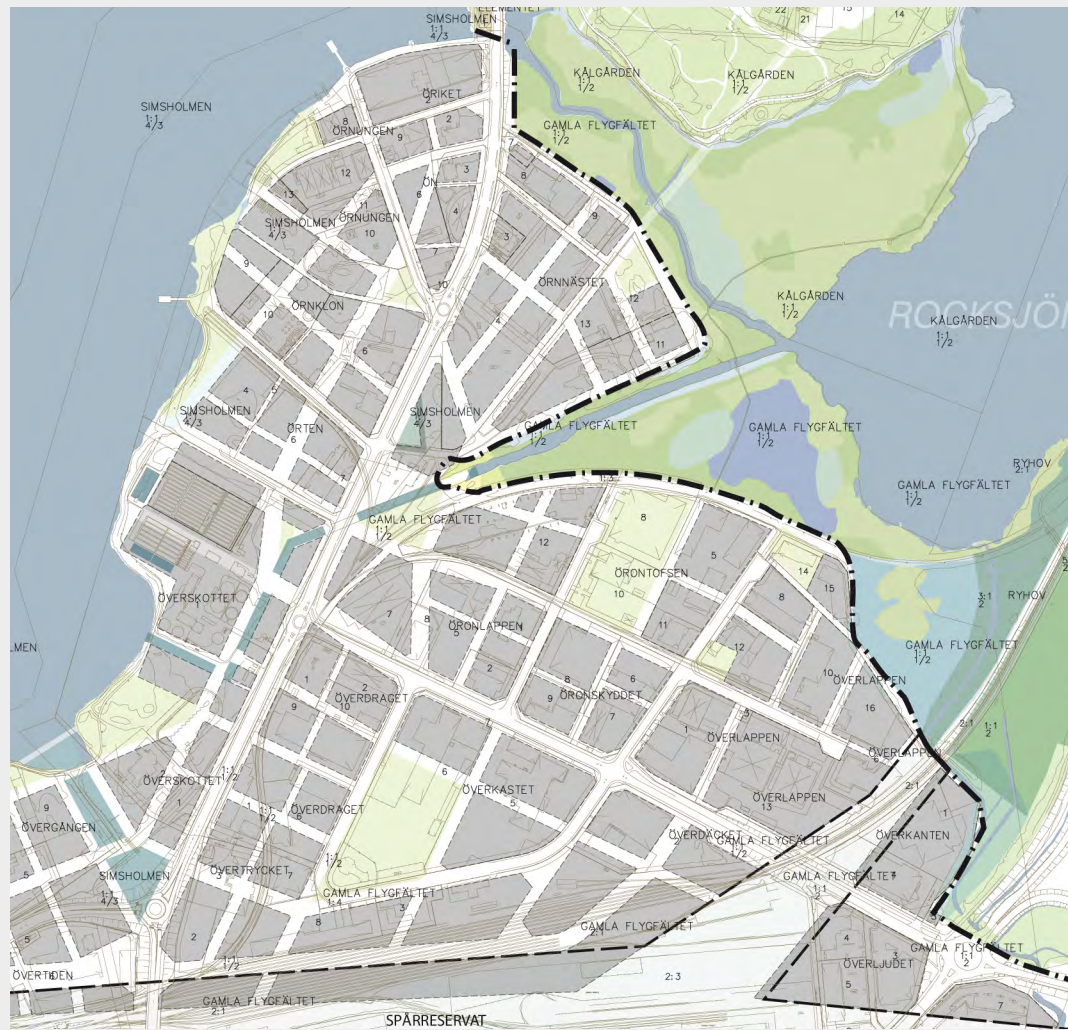 ELEMENTET
SIMSHOLMEN
1:1
4/3
22
21
15
14
KÅLGÅRDEN
1:1
1/2
KÅLGÅRDEN
1:1
1/2
SIMSHOLMEN
1:1
4/3
ÖRIKET
2
8
ÖRNUNGEN
9
2
GAMLA FLYGFÄLTET
1:1
1/2
7
8
12
13
11
ÖN
6
3
4
SIMSHOLMEN
4/3
ÖRNUNGEN
10
3
9
7
9
10
ÖRNKLON
10
ÖRNNÄSTET
12
4
13
11
6
KÅLGÅRDEN
1:1
1/2
ROCKSJÖN
KÅLGÅRDEN
1:1
1/2
4
5
SIMSHOLMEN
4/3
ÖRTEN
6
7
SIMSHOLMEN
4/3
GAMLA FLYGFÄLTET
1:1
1/2
GAMLA FLYGFÄLTET
1:1
1/2
RYHOV
2:1
GAMLA FLYGFÄLTET
1:1
1/2
1:3
GAMLA FLYGFÄLTET
1:1
1/2
8
12
5
ÖRONTOFSEN
10
14
15
8
11
12
3:1
2
RYHOV
ÖVERSKOTTET
1
7
8
ÖRONLAPPEN
5
2
GAMLA FLYGFÄLTET
1:1
1/2
LMEN
10
ÖVERLAPPEN
16
1
2
ÖVERDRAGET
10
9
8
ÖRONSKYDDET
6
9
7
1
ÖVERLAPPEN
2:1
1:1
2
ÖVERLAPPEN
6
ÖVERSKOTTET
1:1
1/2
1
6
ÖVERKASTET
5
2:1
ÖVERLAPPEN
13
9
ÖVERGÅNGEN
1
1:1
1/2
ÖVERDRAGET
6
ÖVERDÄCKET
2
GAMLA FLYGFÄLTET
1/2
ÖVERKANTEN
1
5
SIMSHOLMEN
1:1
4/3
ÖVERTRYCKET
7
1:1
1/2
GAMLA FLYGFÄLTET
1:4
GAMLA FLYGFÄLTET
1:1
2
8
3
5
2
GAMLA FLYGFÄLTET
2:1
4
3
GAMLA FLYGFÄLTET
1:1
2
ÖVERLJUDET
5
ÖVERTIDEN
1:1
1/2
2:3
GAMLA FLYGFÄLTET
2:1
7
SPÅRRESERVAT